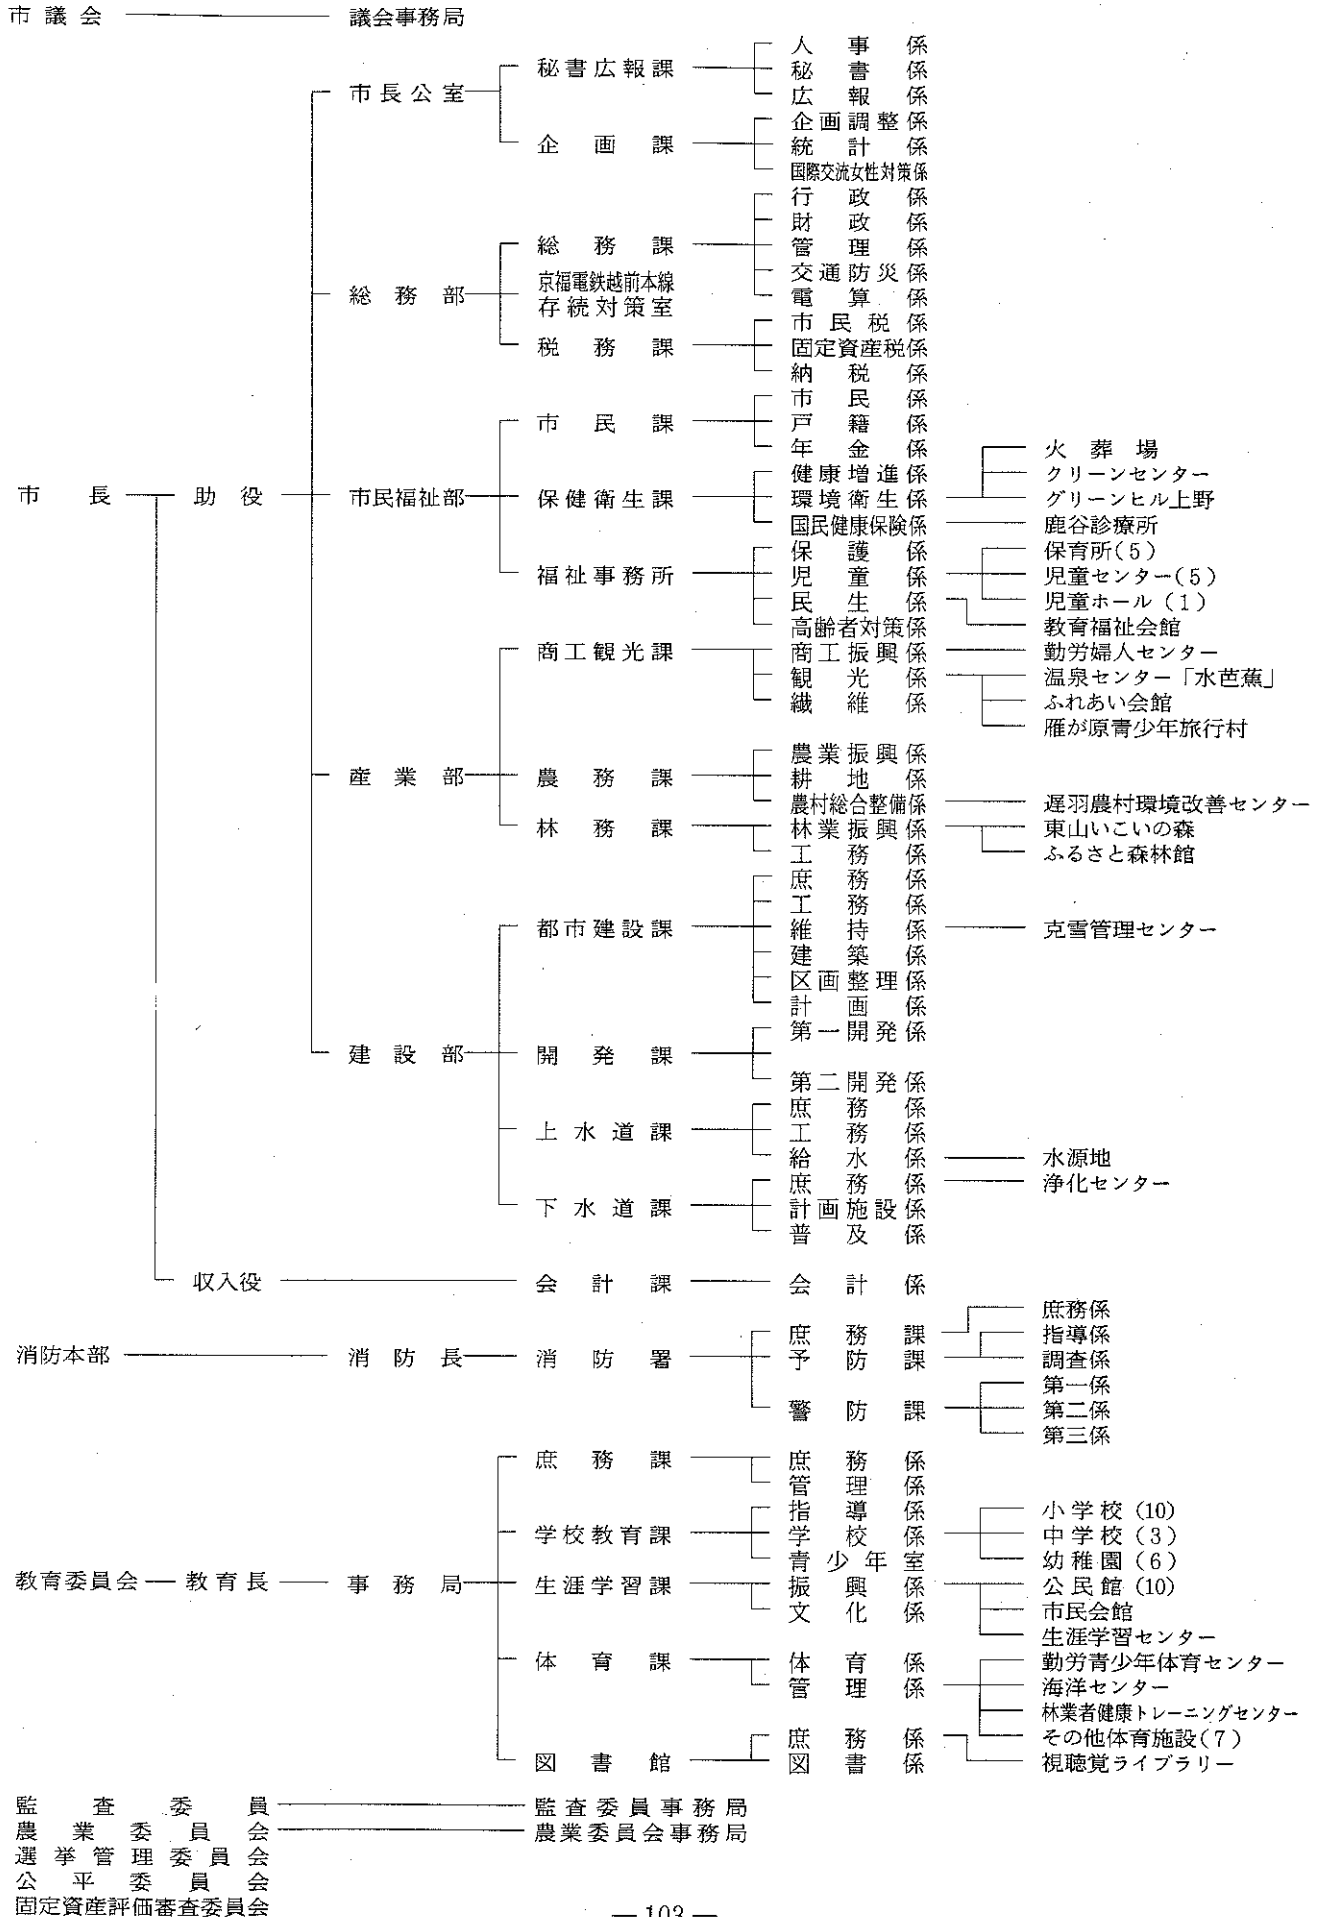 市議会 議会事務局
人事係
秘書広報課 秘書係
市長公室 広報係
企画調整係
企画課 統計係
国際交流女性対策係
行政係
財政係
総務課 管理係
京福電鉄越前本線 交通防災係
総務部 存続対策室 電算係
市民税係
税務課 固定資産税係
納税係
市民係
市民課 戸籍係
年金係 火葬場
健康増進係 クリーンセンター
市長 助役 市民福祉部 保健衛生課 環境衛生係 グリーンヒル上野
国民健康保険係 鹿谷診療所
保護係 保育所(5)
福祉事務所 児童係 児童センター(5)
民生係 児童ホール(1)
高齢者対策係 教育福祉会館
商工観光課 商工振興係 勤労婦人センター
観光係 温泉センター「水芭蕉」
繊維係 ふれあい会館
雁が原青少年旅行村
農業振興係
産業部 農務課 耕地係
農村総合整備係 遅羽農村環境改善センター
林務課 林業振興係 東山いこいの森
工務係 ふるさと森林館
庶務係
工務係
都市建設課 維持係 克雪管理センター
建築係
区画整理係
計画係
第一開発係
建設部 開発課
第二開発係
庶務係
上水道課 工務係
給水係 水源地
庶務係 浄化センター
下水道課 計画施設係
普及係
収入役 会計課 会計係
庶務係
庶務課 指導係
消防本部 消防長 消防署 予防課 調査係
第一係
警防課 第二係
第三係
庶務課 庶務係
管理係
指導係 小学校(10)
学校教育課 学校係 中学校(3)
青少年室 幼稚園(6)
教育委員会 教育長 事務局 生涯学習課 振興係 公民館(10)
文化係 市民会館
生涯学習センター
体育課 体育係 勤労青少年体育センター
管理係 海洋センター
林業者健康トレーニングセンター
庶務係 その他体育施設(7)
図書館 図書係 視聴覚ライブラリー
監査委員 監査委員事務局
農業委員会 農業委員会事務局
選挙管理委員会
公平委員会
固定資産評価審査委員会
— 103 —